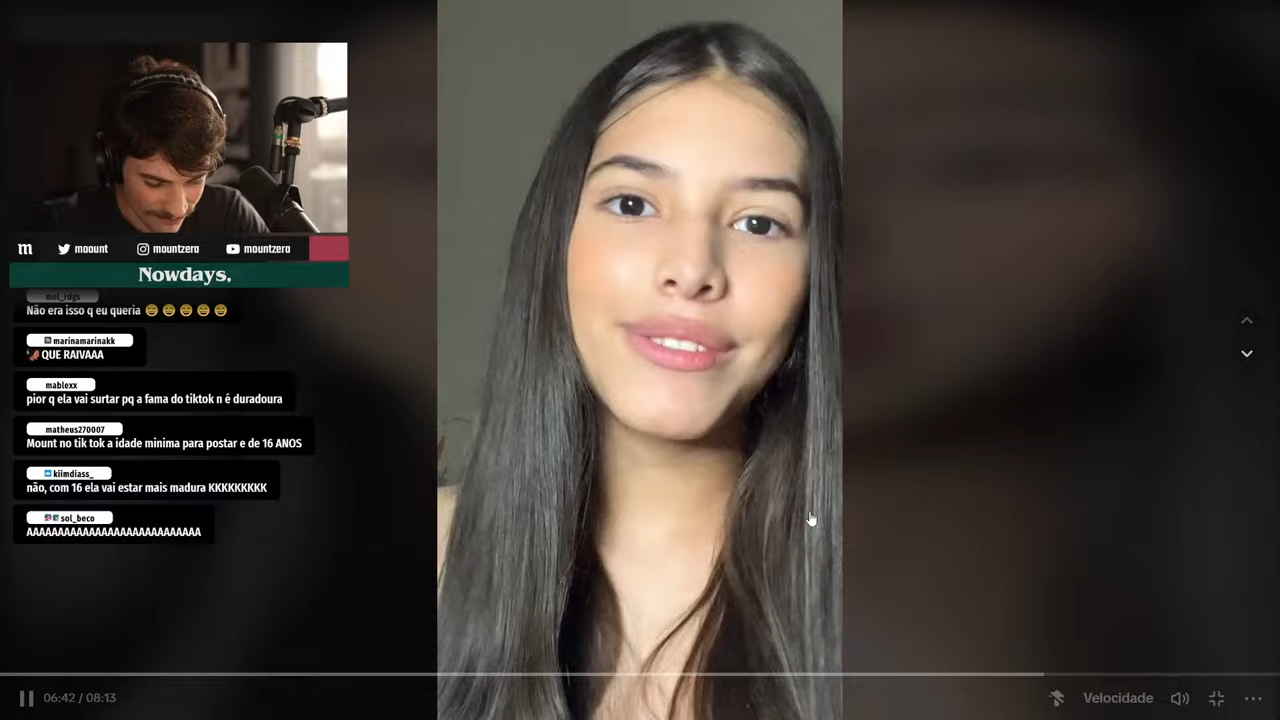 m moount mountzera mountzera
Nowdays,
mel_rdgs
Não era isso q eu queria
marinamarinakk
QUE RAIVAAA
mablexx
pior q ela vai surtar pq a fama do tiktok n é duradoura
matheus270007
Mount no tik tok a idade minima para postar e de 16 ANOS
kiimdiass_
não, com 16 ela vai estar mais madura KKKKKKKKK
sol_beco
AAAAAAAAAAAAAAAAAAAAAAAAAAAA
06:42 / 08:13
Velocidade